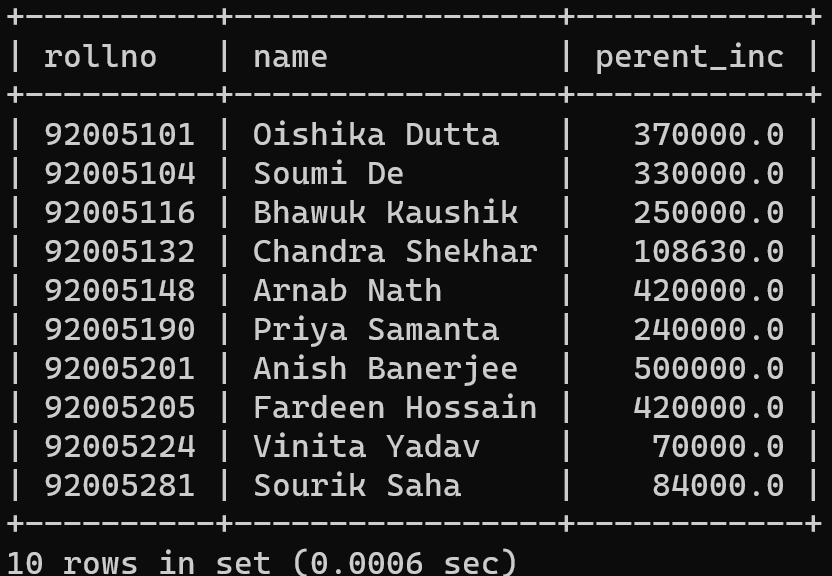 +----------+-----------------+------------+
| rollno   | name            | perent_inc |
+----------+-----------------+------------+
| 92005101 | Oishika Dutta   |   370000.0 |
| 92005104 | Soumi De        |   330000.0 |
| 92005116 | Bhawuk Kaushik  |   250000.0 |
| 92005132 | Chandra Shekhar |   108630.0 |
| 92005148 | Arnab Nath      |   420000.0 |
| 92005190 | Priya Samanta   |   240000.0 |
| 92005201 | Anish Banerjee  |   500000.0 |
| 92005205 | Fardeen Hossain |   420000.0 |
| 92005224 | Vinita Yadav    |    70000.0 |
| 92005281 | Sourik Saha     |    84000.0 |
+----------+-----------------+------------+
10 rows in set (0.0006 sec)